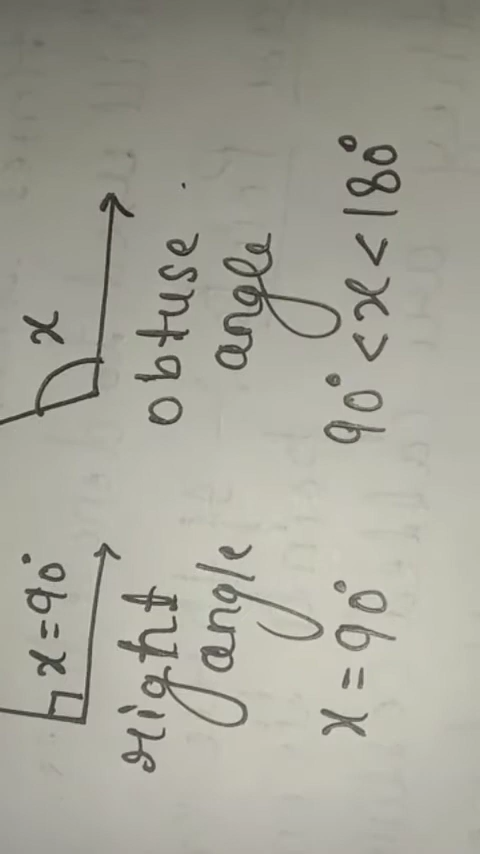 x = 90°
right
angle
x = 90°
x
obtuse
angle
90° < x < 180°